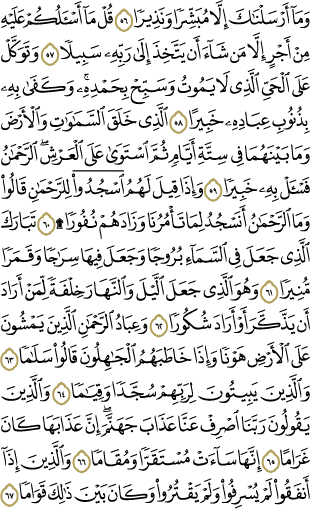 وَمَآ أَرْسَلْنَٰكَ إِلَّا مُبَشِّرًا وَنَذِيرًا ٥٦ قُلْ مَآ أَسْـَٔلُكُمْ عَلَيْهِ
مِنْ أَجْرٍ إِلَّا مَن شَآءَ أَن يَتَّخِذَ إِلَىٰ رَبِّهِۦ سَبِيلًا ٥٧ وَتَوَكَّلْ
عَلَى ٱلْحَىِّ ٱلَّذِى لَا يَمُوتُ وَسَبِّحْ بِحَمْدِهِۦ ۚ وَكَفَىٰ بِهِۦ
بِذُنُوبِ عِبَادِهِۦ خَبِيرًا ٥٨ ٱلَّذِى خَلَقَ ٱلسَّمَٰوَٰتِ وَٱلْأَرْضَ
وَمَا بَيْنَهُمَا فِى سِتَّةِ أَيَّامٍ ثُمَّ ٱسْتَوَىٰ عَلَى ٱلْعَرْشِ ۚ ٱلرَّحْمَٰنُ
فَسْـَٔلْ بِهِۦ خَبِيرًا ٥٩ وَإِذَا قِيلَ لَهُمُ ٱسْجُدُوا۟ لِلرَّحْمَٰنِ قَالُوا۟
وَمَا ٱلرَّحْمَٰنُ أَنَسْجُدُ لِمَا تَأْمُرُنَا وَزَادَهُمْ نُفُورًا ۩ ٦٠ تَبَارَكَ
ٱلَّذِى جَعَلَ فِى ٱلسَّمَآءِ بُرُوجًا وَجَعَلَ فِيهَا سِرَٰجًا وَقَمَرًا
مُّنِيرًا ٦١ وَهُوَ ٱلَّذِى جَعَلَ ٱلَّيْلَ وَٱلنَّهَارَ خِلْفَةً لِّمَنْ أَرَادَ
أَن يَذَّكَّرَ أَوْ أَرَادَ شُكُورًا ٦٢ وَعِبَادُ ٱلرَّحْمَٰنِ ٱلَّذِينَ يَمْشُونَ
عَلَى ٱلْأَرْضِ هَوْنًا وَإِذَا خَاطَبَهُمُ ٱلْجَٰهِلُونَ قَالُوا۟ سَلَٰمًا ٦٣
وَٱلَّذِينَ يَبِيتُونَ لِرَبِّهِمْ سُجَّدًا وَقِيَٰمًا ٦٤ وَٱلَّذِينَ
يَقُولُونَ رَبَّنَا ٱصْرِفْ عَنَّا عَذَابَ جَهَنَّمَ ۖ إِنَّ عَذَابَهَا كَانَ
غَرَامًا ٦٥ إِنَّهَا سَآءَتْ مُسْتَقَرًّا وَمُقَامًا ٦٦ وَٱلَّذِينَ إِذَآ
أَنفَقُوا۟ لَمْ يُسْرِفُوا۟ وَلَمْ يَقْتُرُوا۟ وَكَانَ بَيْنَ ذَٰلِكَ قَوَامًا ٦٧